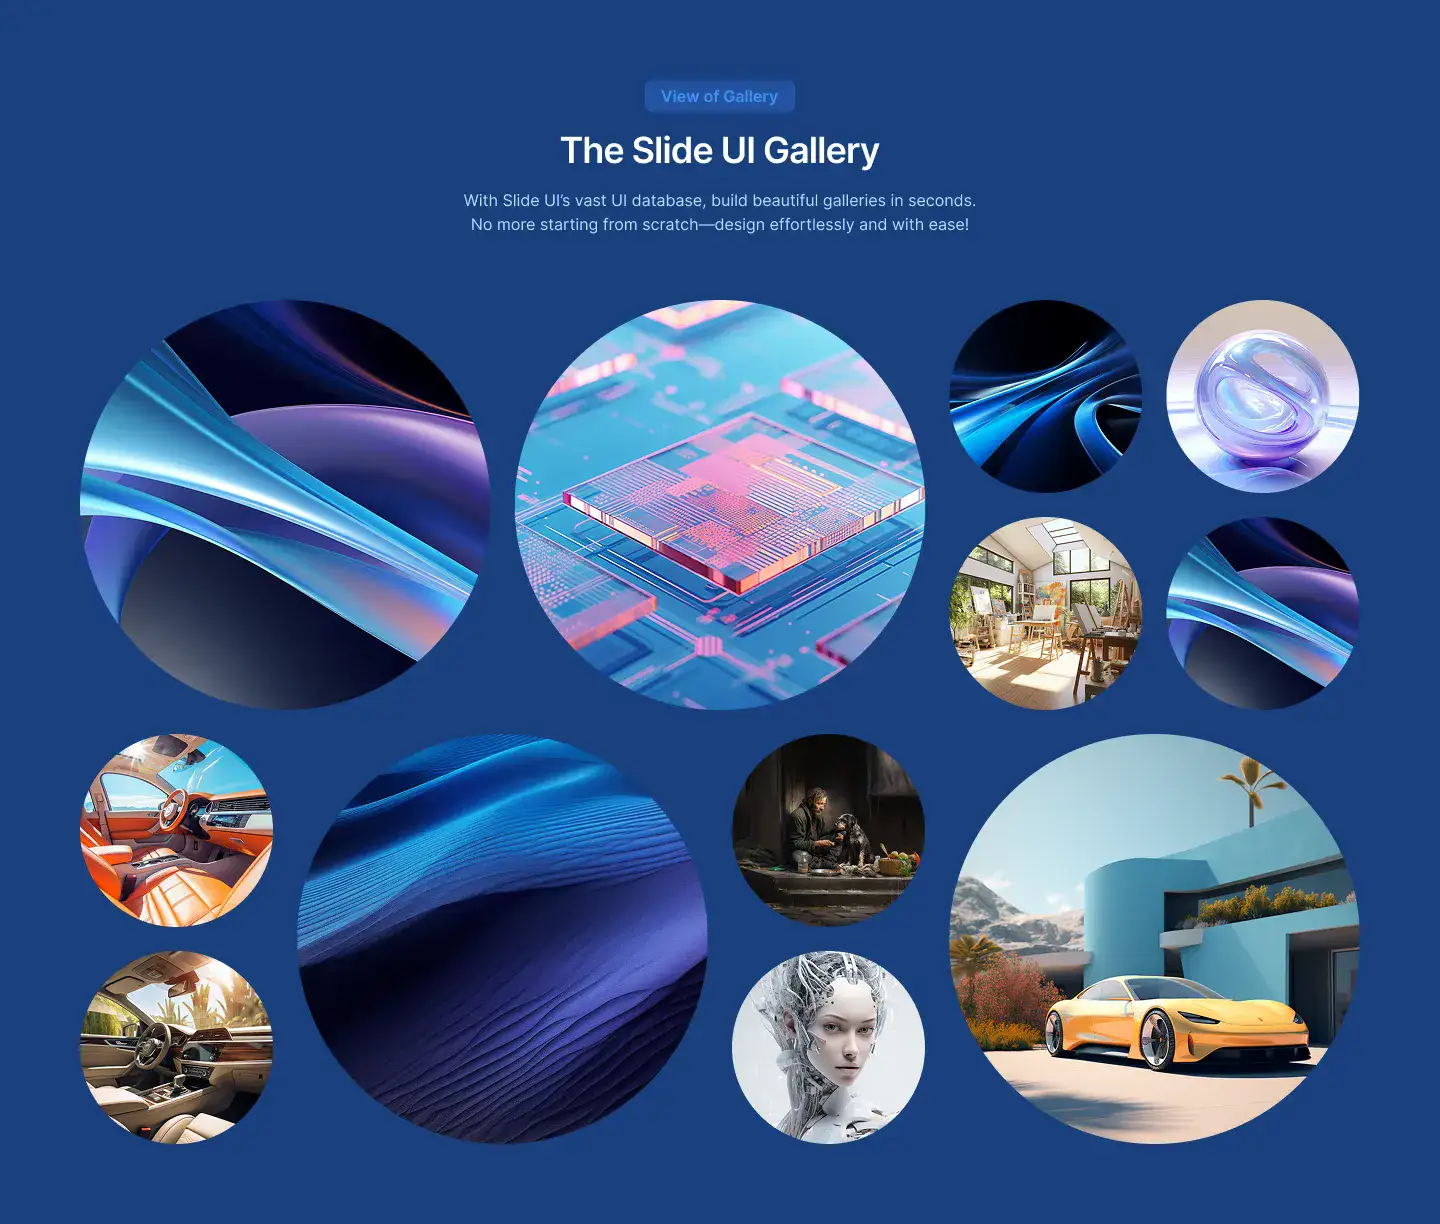 View of Gallery
The Slide UI Gallery
With Slide UI’s vast UI database, build beautiful galleries in seconds.
No more starting from scratch—design effortlessly and with ease!